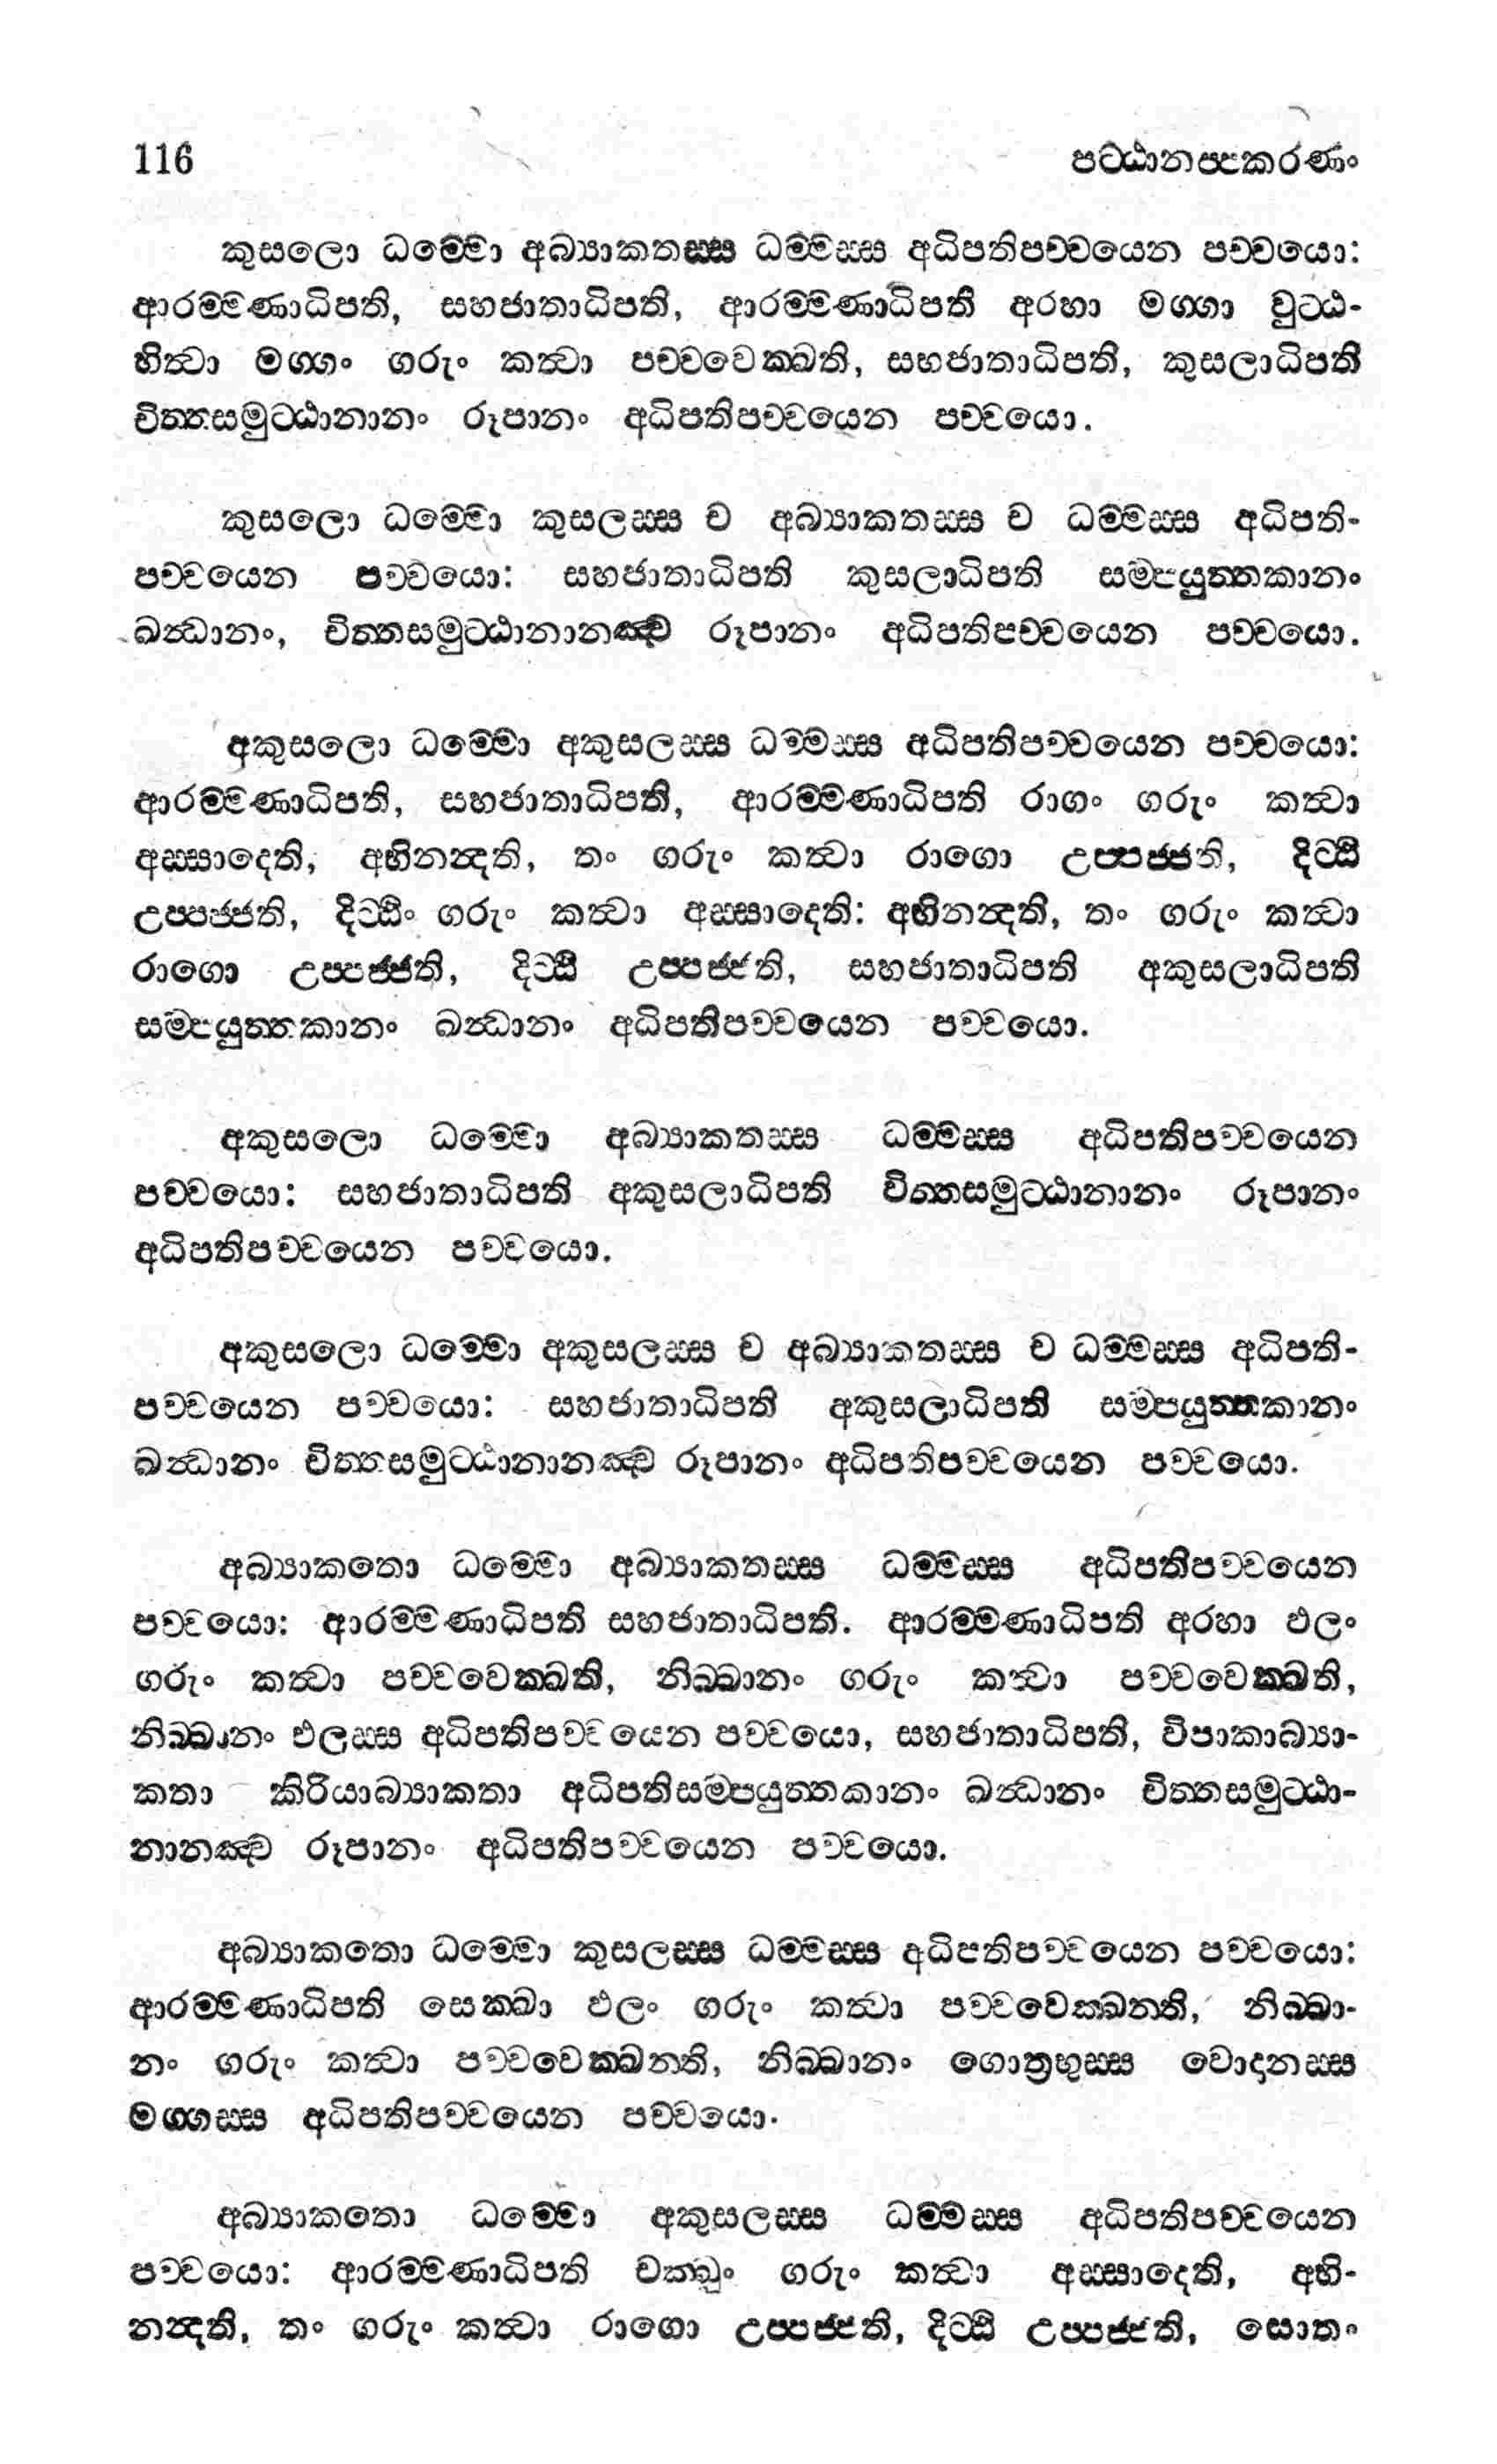 116 පට්ඨානප්පකරණං
කුසලො ධම්මො අබ්‍යාකතස්ස ධම්මස්ස අධිපතිපච්චයෙන පච්චයො:
ආරම්මණාධිපති, සහජාතාධිපති, ආරම්මණාධිපති අරහා මග්ගා වුට්ඨ-
හිත්‍වා මග්ගං ගරුං කත්‍වා පච්චවෙක්ඛති, සහජාතාධිපති, කුසලාධිපති
චිත්තසමුට්ඨානානං රූපානං අධිපතිපච්චයෙන පච්චයො.
කුසලො ධම්මො කුසලස්ස ච අබ්‍යාකතස්ස ච ධම්මස්ස අධිපති-
පච්චයෙන පච්චයො: සහජාතාධිපති කුසලාධිපති සම්පයුත්තකානං
ඛන්‍ධානං, චිත්තසමුට්ඨානානඤ්ච රූපානං අධිපතිපච්චයෙන පච්චයො.
අකුසලො ධම්මො අකුසලස්ස ධම්මස්ස අධිපතිපච්චයෙන පච්චයො:
ආරම්මණාධිපති, සහජාතාධිපති, ආරම්මණාධිපති රාගං ගරුං කත්‍වා
අස්සාදෙති, අභිනන්‍දති, තං ගරුං කත්‍වා රාගො උප්පජ්ජති, දිට්ඨි
උප්පජ්ජති, දිට්ඨිං ගරුං කත්‍වා අස්සාදෙති: අභිනන්‍දති, තං ගරුං කත්‍වා
රාගො උප්පජ්ජති, දිට්ඨි උප්පජ්ජති, සහජාතාධිපති අකුසලාධිපති
සම්පයුත්තකානං ඛන්‍ධානං අධිපතිපච්චයෙන පච්චයො.
අකුසලො ධම්මො අබ්‍යාකතස්ස ධම්මස්ස අධිපතිපච්චයෙන
පච්චයො: සහජාතාධිපති අකුසලාධිපති චිත්තසමුට්ඨානානං රූපානං
අධිපතිපච්චයෙන පච්චයො.
අකුසලො ධම්මො අකුසලස්ස ච අබ්‍යාකතස්ස ච ධම්මස්ස අධිපති-
පච්චයෙන පච්චයො: සහජාතාධිපති අකුසලාධිපති සම්පයුත්තකානං
ඛන්‍ධානං චිත්තසමුට්ඨානානඤ්ච රූපානං අධිපතිපච්චයෙන පච්චයො.
අබ්‍යාකතො ධම්මො අබ්‍යාකතස්ස ධම්මස්ස අධිපතිපච්චයෙන
පච්චයො: ආරම්මණාධිපති සහජාතාධිපති. ආරම්මණාධිපති අරහා ඵලං
ගරුං කත්‍වා පච්චවෙක්ඛති, නිබ්බානං ගරුං කත්‍වා පච්චවෙක්ඛති,
නිබ්බානං ඵලස්ස අධිපතිපච්චයෙන පච්චයො, සහජාතාධිපති, විපාකාබ්‍යා-
කතා කිරියාබ්‍යාකතා අධිපතිසම්පයුත්තකානං ඛන්‍ධානං චිත්තසමුට්ඨා-
නානඤ්ච රූපානං අධිපතිපච්චයෙන පච්චයො.
අබ්‍යාකතො ධම්මො කුසලස්ස ධම්මස්ස අධිපතිපච්චයෙන පච්චයො:
ආරම්මණාධිපති සෙක්ඛා ඵලං ගරුං කත්‍වා පච්චවෙක්ඛන්ති, නිබ්බා-
නං ගරුං කත්‍වා පච්චවෙක්ඛන්ති, නිබ්බානං ගොත්‍රභුස්ස වොදානස්ස
මග්ගස්ස අධිපතිපච්චයෙන පච්චයො.
අබ්‍යාකතො ධම්මො අකුසලස්ස ධම්මස්ස අධිපතිපච්චයෙන
පච්චයො: ආරම්මණාධිපති චක්ඛුං ගරුං කත්‍වා අස්සාදෙති, අභි-
නන්‍දති, තං ගරුං කත්‍වා රාගො උප්පජ්ජති, දිට්ඨි උප්පජ්ජති, සොතං